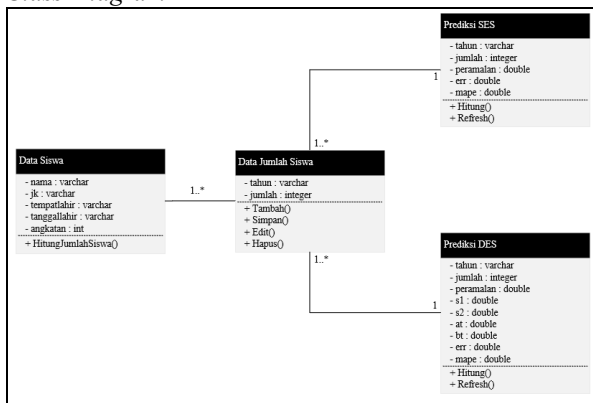 Prediksi SES
- tahun : varchar
- jumlah : integer
- peramalan : double
- err : double
- mape : double
+ Hitung()
+ Refresh()
1
1..*
Data Siswa
- nama : varchar
- jk : varchar
- tempatlahir : varchar
- tanggallahir : varchar
- angkatan : int
+ HitungJumlahSiswa()
1..*
Data Jumlah Siswa
- tahun : varchar
- jumlah : integer
+ Tambah()
+ Simpan()
+ Edit()
+ Hapus()
1..*
1
Prediksi DES
- tahun : varchar
- jumlah : integer
- peramalan : double
- s1 : double
- s2 : double
- at : double
- bt : double
- err : double
- mape : double
+ Hitung()
+ Refresh()